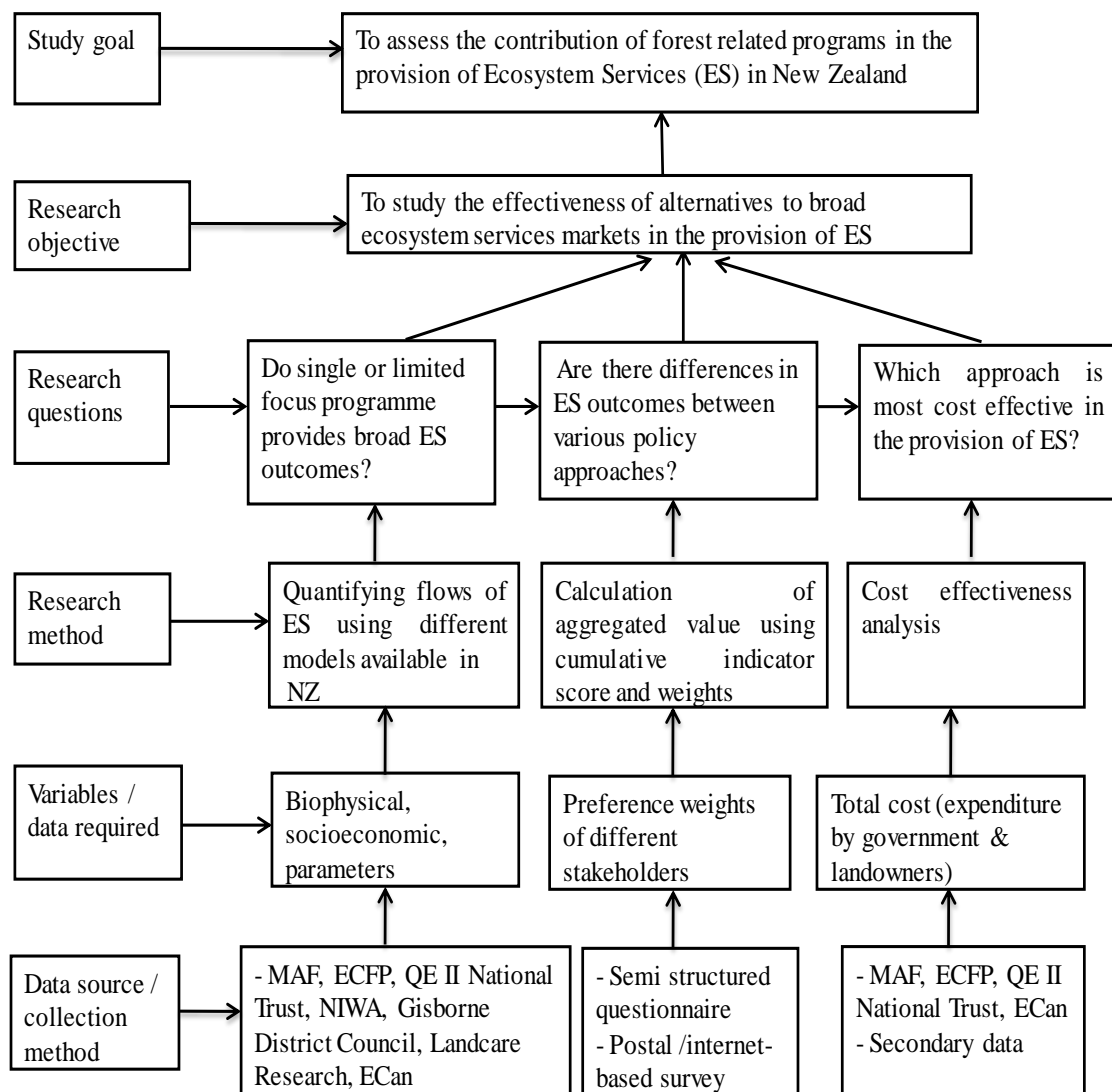 Study goal
To assess the contribution of forest related programs in the
provision of Ecosystem Services (ES) in New Zealand
Research
objective
To study the effectiveness of alternatives to broad
ecosystem services markets in the provision of ES
Research
questions
Do single or limited
focus programme
provides broad ES
outcomes?
Are there differences in
ES outcomes between
various policy
approaches?
Which approach is
most cost effective in
the provision of ES?
Research
method
Quantifying flows of
ES using different
models available in
NZ
Calculation of
aggregated value using
cumulative indicator
score and weights
Cost effectiveness
analysis
Variables /
data required
Biophysical,
socioeconomic,
parameters
Preference weights
of different
stakeholders
Total cost (expenditure
by government &
landowners)
Data source /
collection
method
- MAF, ECFP, QE II National
Trust, NIWA, Gisborne
District Council, Landcare
Research, ECan
- Semi structured
questionnaire
- Postal /internet-
based survey
- MAF, ECFP, QE II
National Trust, ECan
- Secondary data